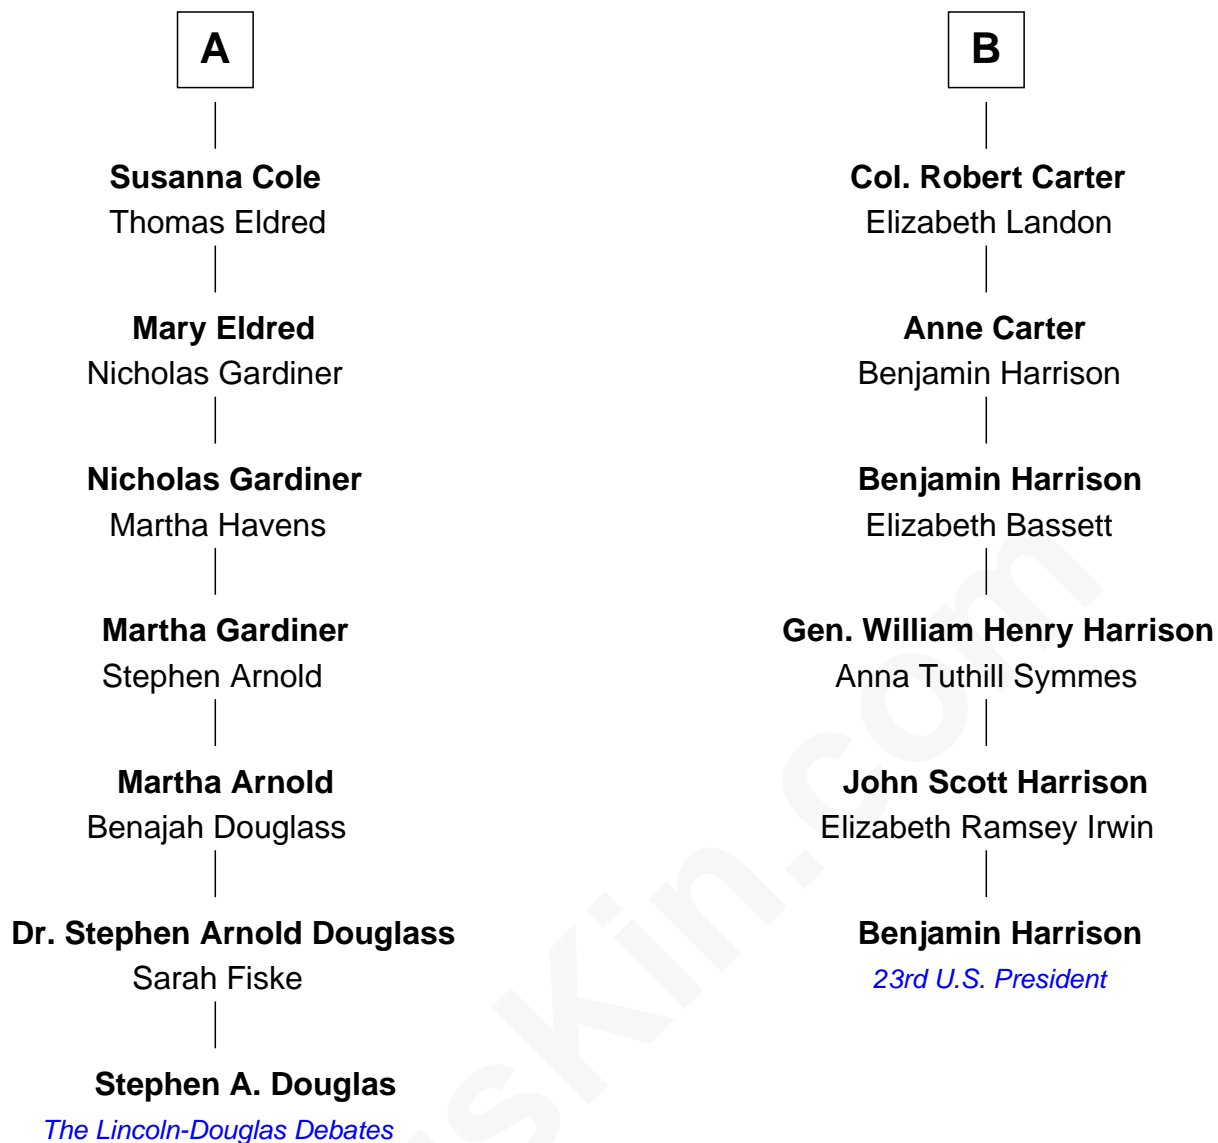 A
Susanna Cole
Thomas Eldred
Mary Eldred
Nicholas Gardiner
Nicholas Gardiner
Martha Havens
Martha Gardiner
Stephen Arnold
Martha Arnold
Benajah Douglass
Dr. Stephen Arnold Douglass
Sarah Fiske
Stephen A. Douglas
The Lincoln-Douglas Debates
B
Col. Robert Carter
Elizabeth Landon
Anne Carter
Benjamin Harrison
Benjamin Harrison
Elizabeth Bassett
Gen. William Henry Harrison
Anna Tuthill Symmes
John Scott Harrison
Elizabeth Ramsey Irwin
Benjamin Harrison
23rd U.S. President